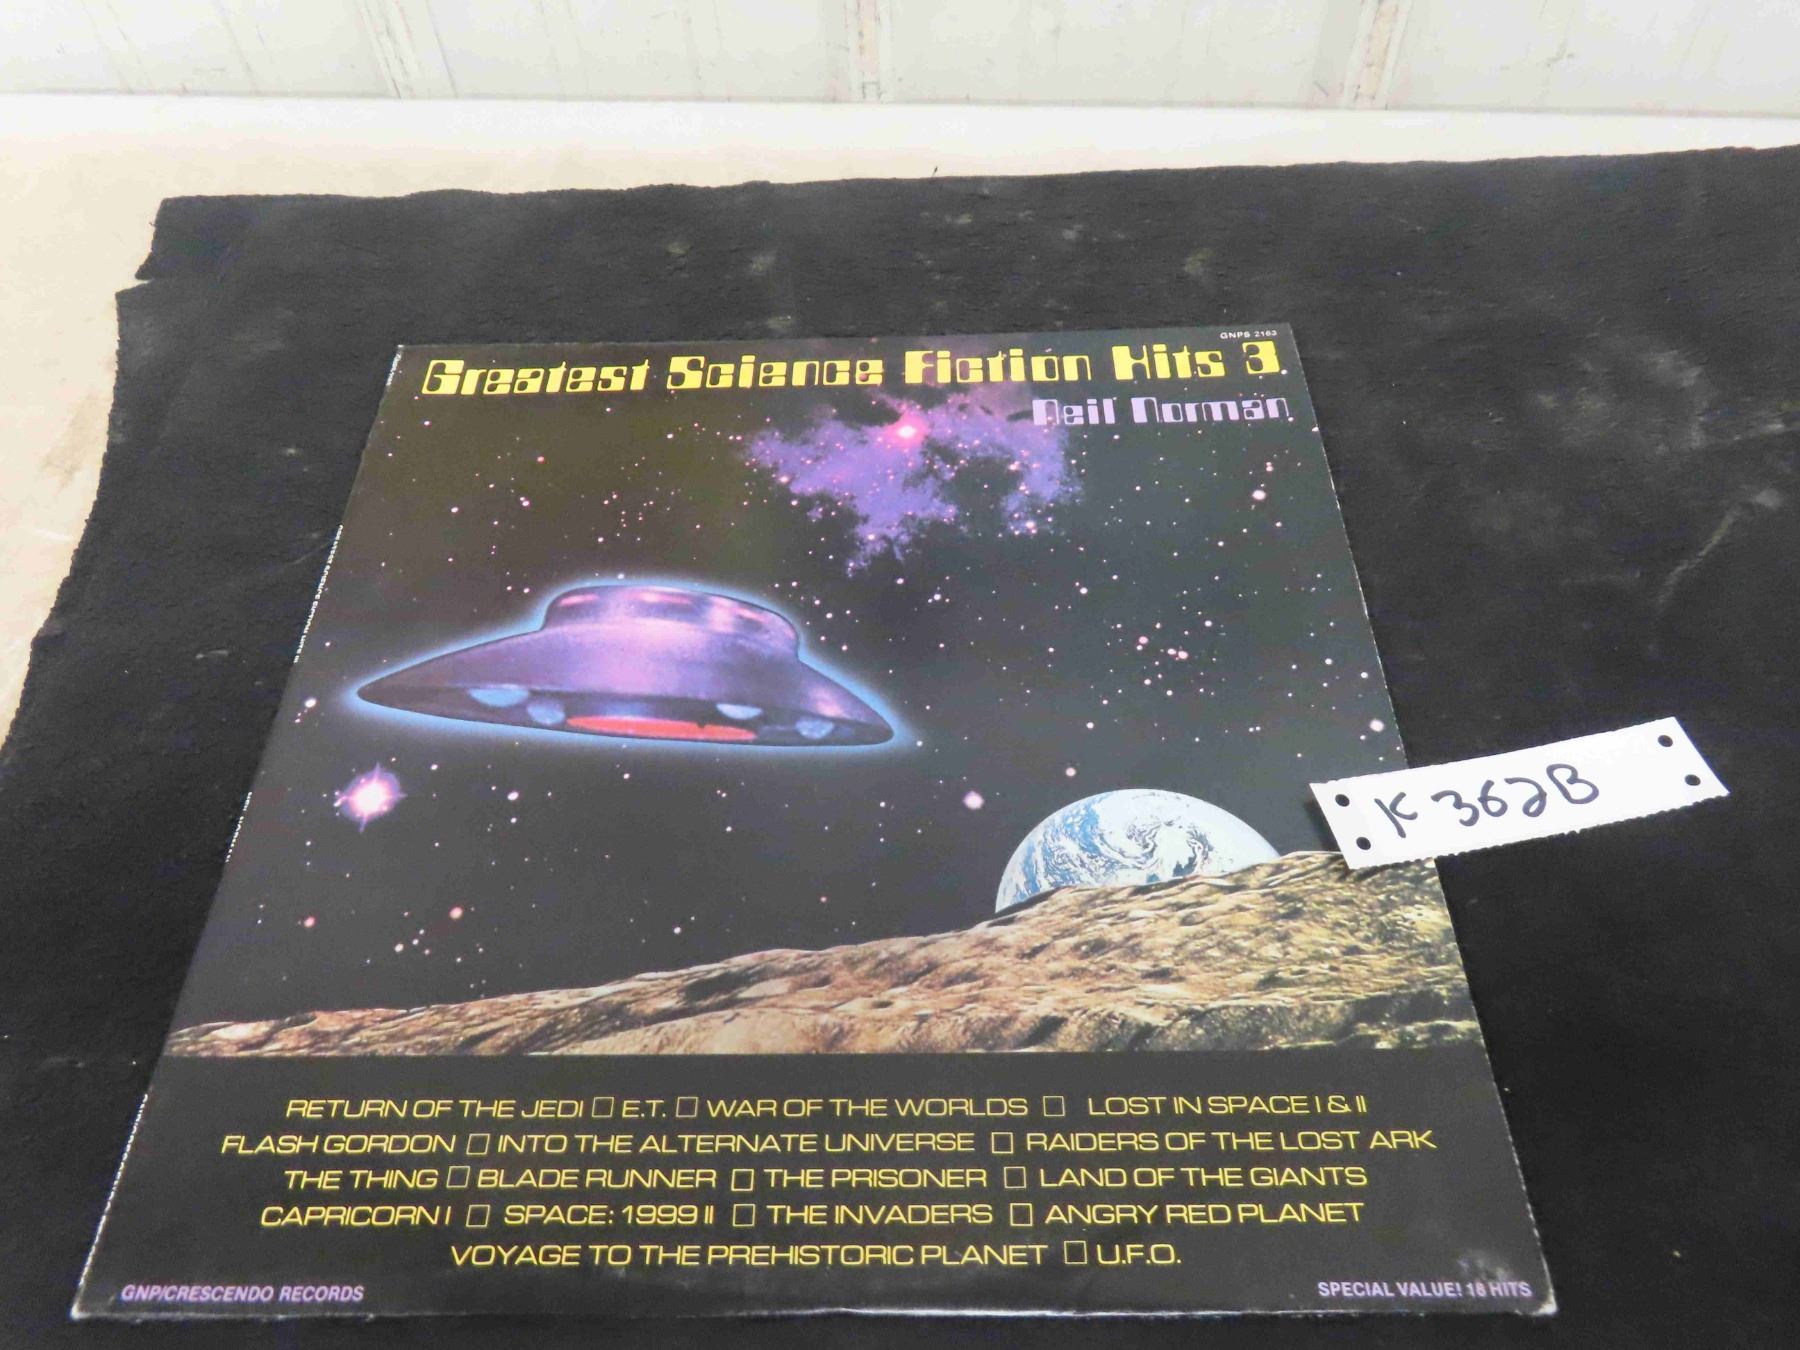 GNPS 2163
Greatest Science Fiction Hits 3
Neil Norman
K 362B
RETURN OF THE JEDI □ E.T. □ WAR OF THE WORLDS □ LOST IN SPACE I & II
FLASH GORDON □ INTO THE ALTERNATE UNIVERSE □ RAIDERS OF THE LOST ARK
THE THING □ BLADE RUNNER □ THE PRISONER □ LAND OF THE GIANTS
CAPRICORN I □ SPACE: 1999 II □ THE INVADERS □ ANGRY RED PLANET
VOYAGE TO THE PREHISTORIC PLANET □ U.F.O.
GNP/CRESCENDO RECORDS
SPECIAL VALUE! 18 HITS